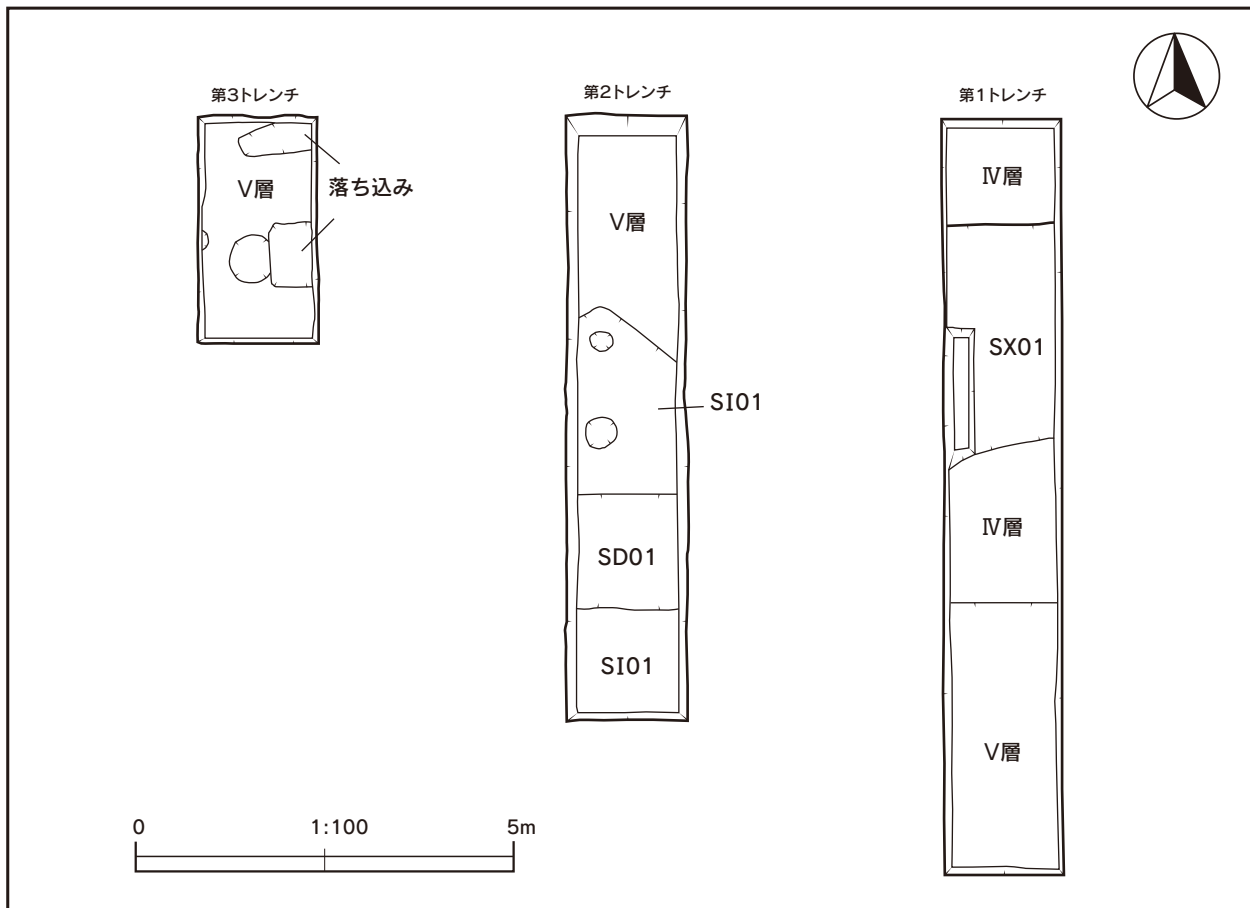 第3トレンチ
V層
落ち込み
第2トレンチ
V層
SI01
SD01
SI01
第1トレンチ
Ⅳ層
SX01
Ⅳ層
V層
0 1:100 5m